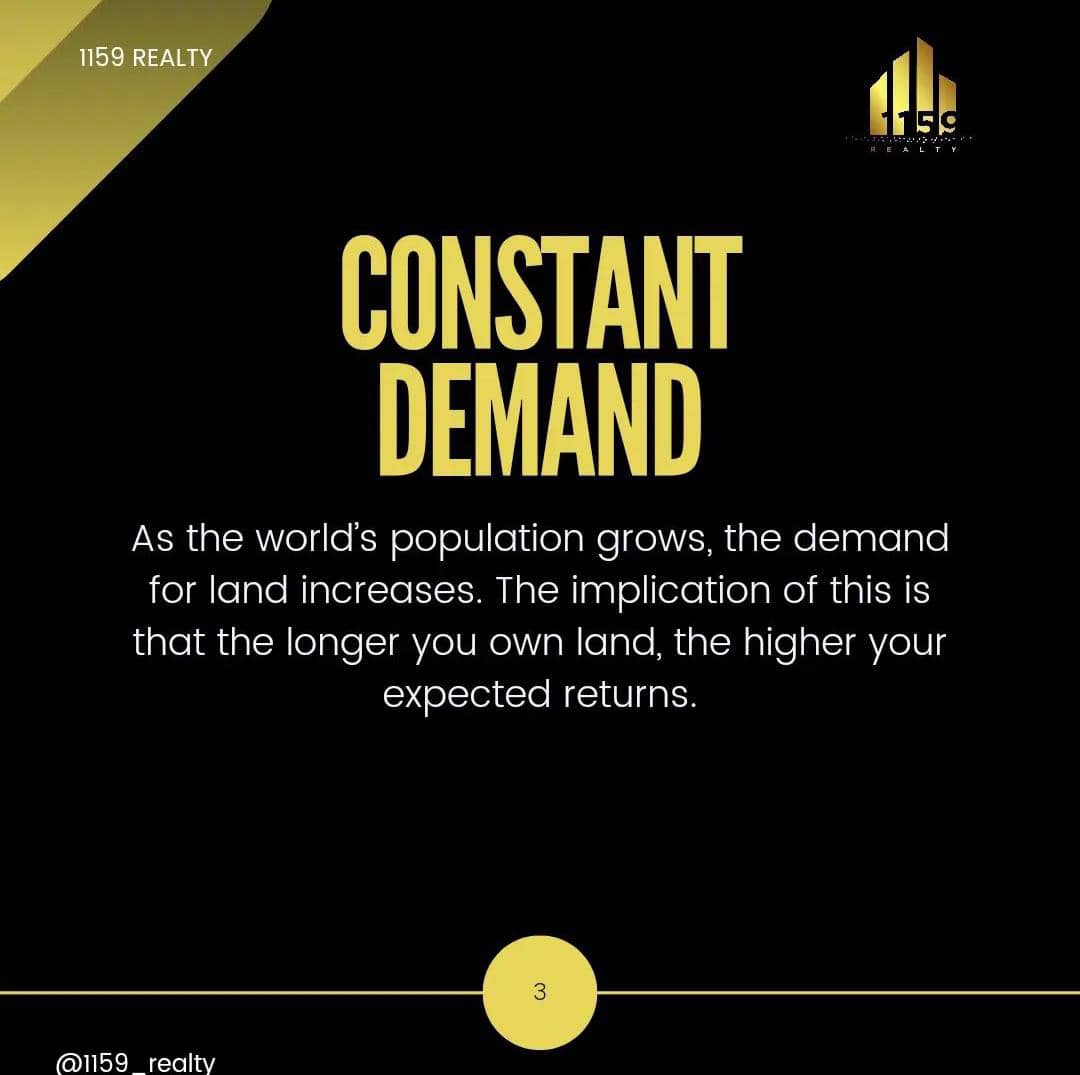 1159 REALTY
1159
REALTY
CONSTANT
DEMAND
As the world’s population grows, the demand
for land increases. The implication of this is
that the longer you own land, the higher your
expected returns.
3
@1159_realty